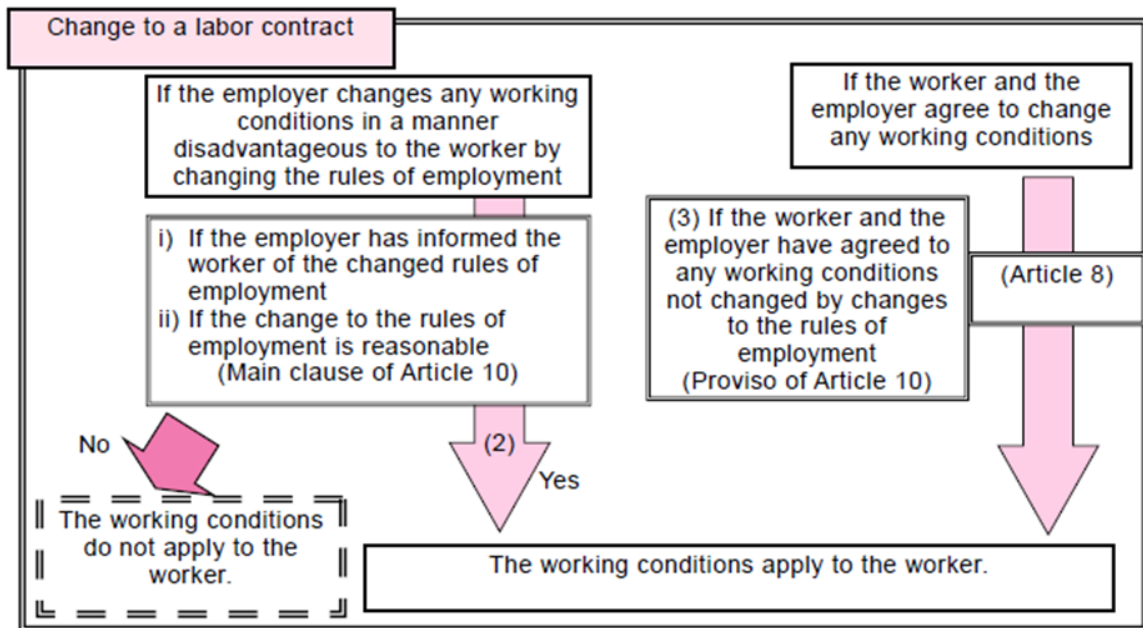 Change to a labor contract
If the employer changes any working
conditions in a manner
disadvantageous to the worker by
changing the rules of employment
If the worker and the
employer agree to change
any working conditions
i) If the employer has informed the
worker of the changed rules of
employment
ii) If the change to the rules of
employment is reasonable
(Main clause of Article 10)
(3) If the worker and the
employer have agreed to
any working conditions
not changed by changes
to the rules of
employment
(Proviso of Article 10)
(Article 8)
No
(2)
Yes
The working conditions
do not apply to the
worker.
The working conditions apply to the worker.